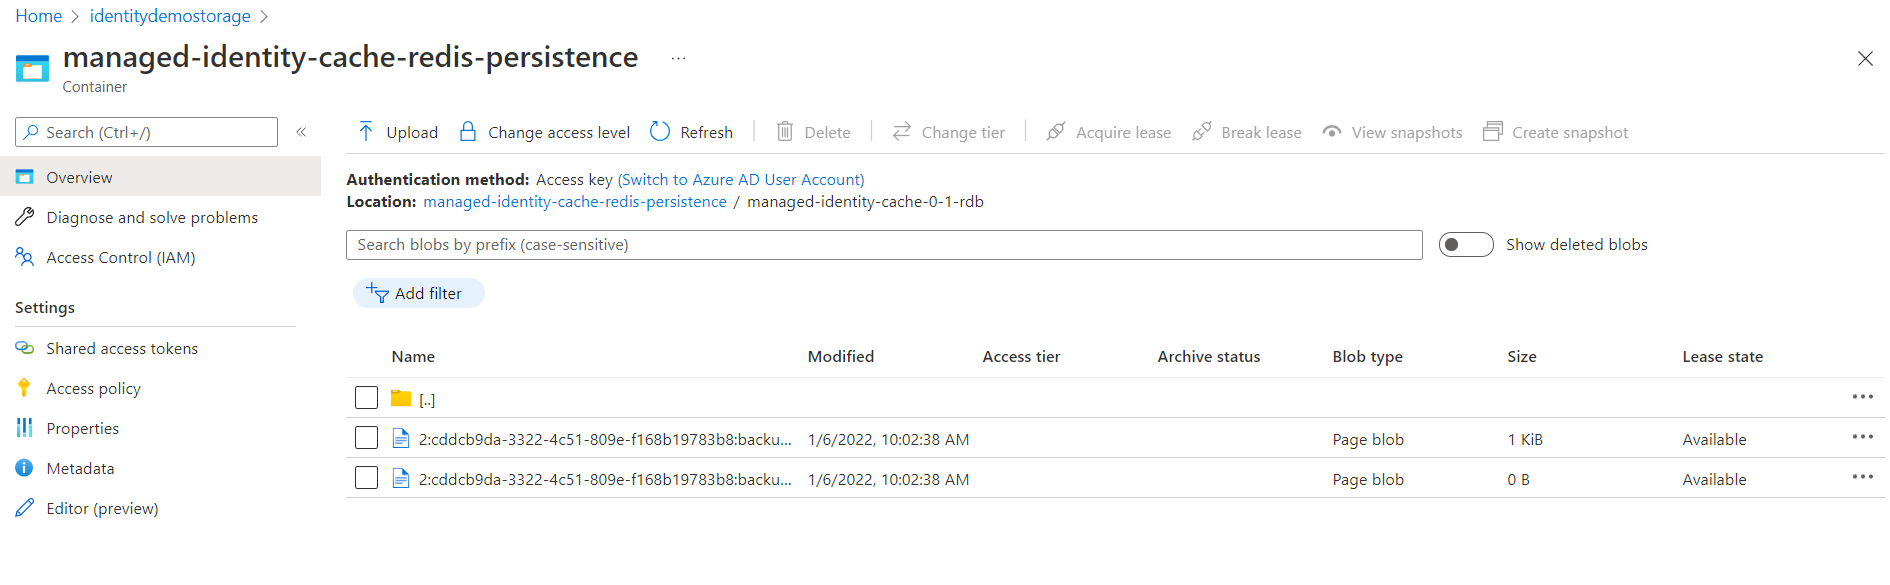 Home > identitydemostorage >
managed-identity-cache-redis-persistence ...
Container
Search (Ctrl+/) «
Upload Change access level Refresh Delete Change tier Acquire lease Break lease View snapshots Create snapshot
Overview
Diagnose and solve problems
Access Control (IAM)
Settings
Shared access tokens
Access policy
Properties
Metadata
Editor (preview)
Authentication method: Access key (Switch to Azure AD User Account)
Location: managed-identity-cache-redis-persistence / managed-identity-cache-0-1-rdb
Search blobs by prefix (case-sensitive) Show deleted blobs
Add filter
Name Modified Access tier Archive status Blob type Size Lease state
[..] ...
2:cddcb9da-3322-4c51-809e-f168b19783b8:backu... 1/6/2022, 10:02:38 AM Page blob 1 KiB Available ...
2:cddcb9da-3322-4c51-809e-f168b19783b8:backu... 1/6/2022, 10:02:38 AM Page blob 0 B Available ...